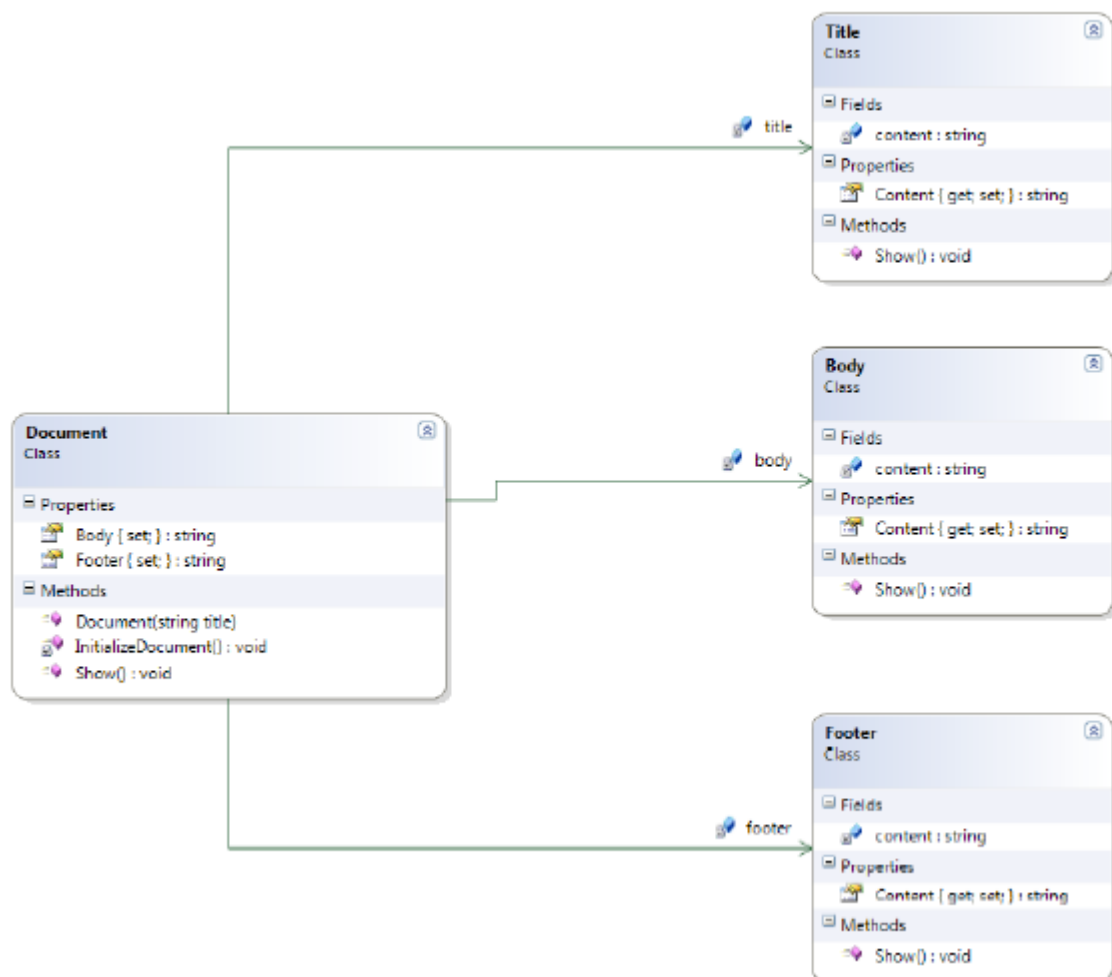 Title
Class
Fields
content : string
Properties
Content { get; set; } : string
Methods
Show() : void
title
Body
Class
Fields
content : string
Properties
Content { get; set; } : string
Methods
Show() : void
body
Document
Class
Properties
Body { set; } : string
Footer { set; } : string
Methods
Document(string title)
InitializeDocument() : void
Show() : void
Footer
Class
Fields
content : string
Properties
Content { get; set; } : string
Methods
Show() : void
footer